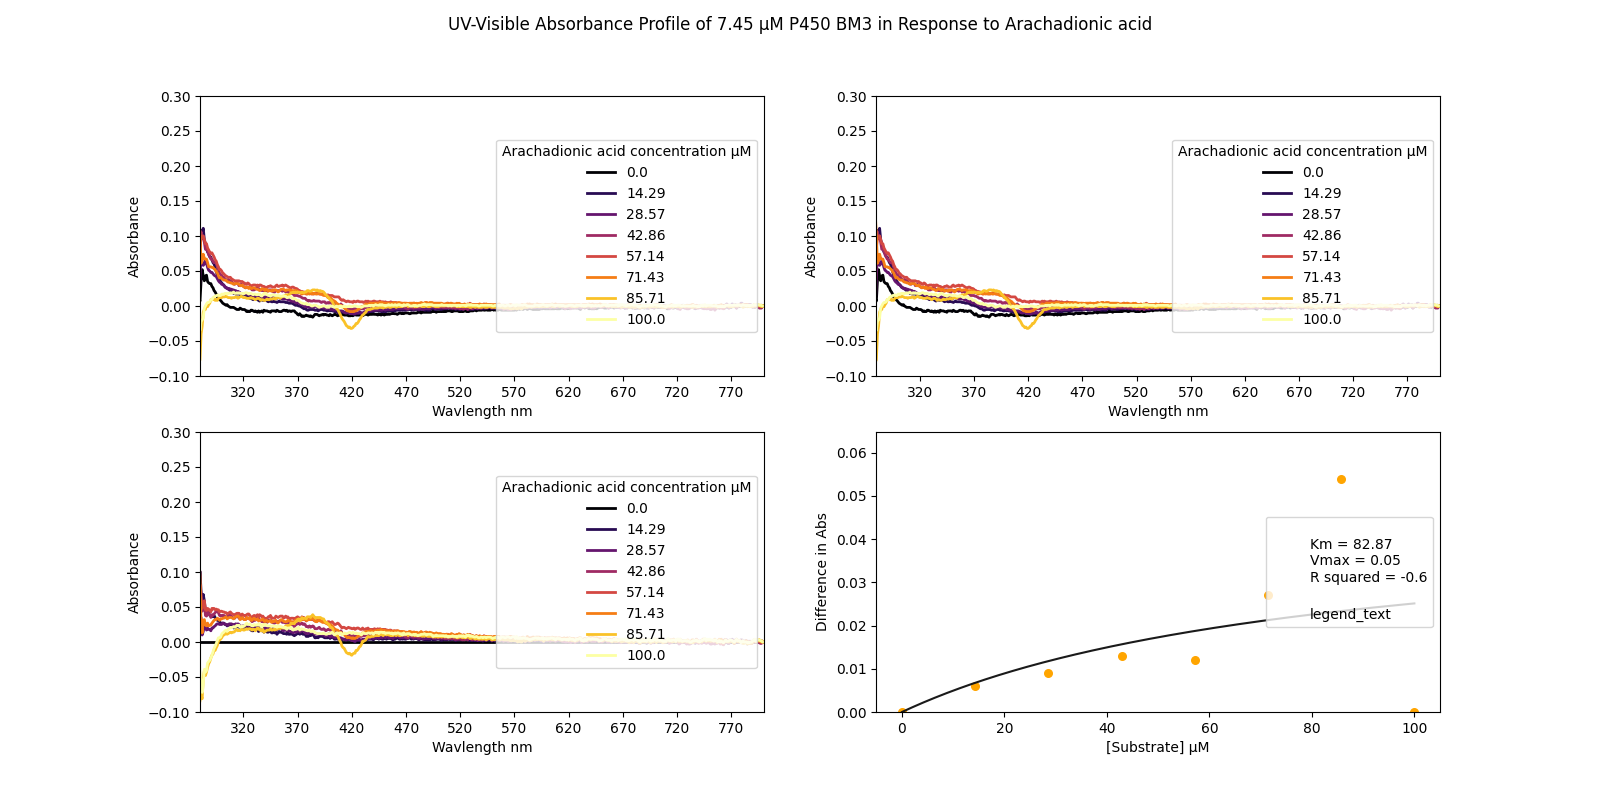 UV-Visible Absorbance Profile of 7.45 µM P450 BM3 in Response to Arachadionic acid
0.30
0.25
0.20
0.15
0.10
0.05
0.00
−0.05
−0.10
Absorbance
Arachadionic acid concentration µM
0.0
14.29
28.57
42.86
57.14
71.43
85.71
100.0
320 370 420 470 520 570 620 670 720 770
Wavlength nm
0.30
0.25
0.20
0.15
0.10
0.05
0.00
−0.05
−0.10
Absorbance
Arachadionic acid concentration µM
0.0
14.29
28.57
42.86
57.14
71.43
85.71
100.0
320 370 420 470 520 570 620 670 720 770
Wavlength nm
0.30
0.25
0.20
0.15
0.10
0.05
0.00
−0.05
−0.10
Absorbance
Arachadionic acid concentration µM
0.0
14.29
28.57
42.86
57.14
71.43
85.71
100.0
320 370 420 470 520 570 620 670 720 770
Wavlength nm
0.06
0.05
0.04
0.03
0.02
0.01
0.00
Difference in Abs
Km = 82.87
Vmax = 0.05
R squared = -0.6
legend_text
0 20 40 60 80 100
[Substrate] µM